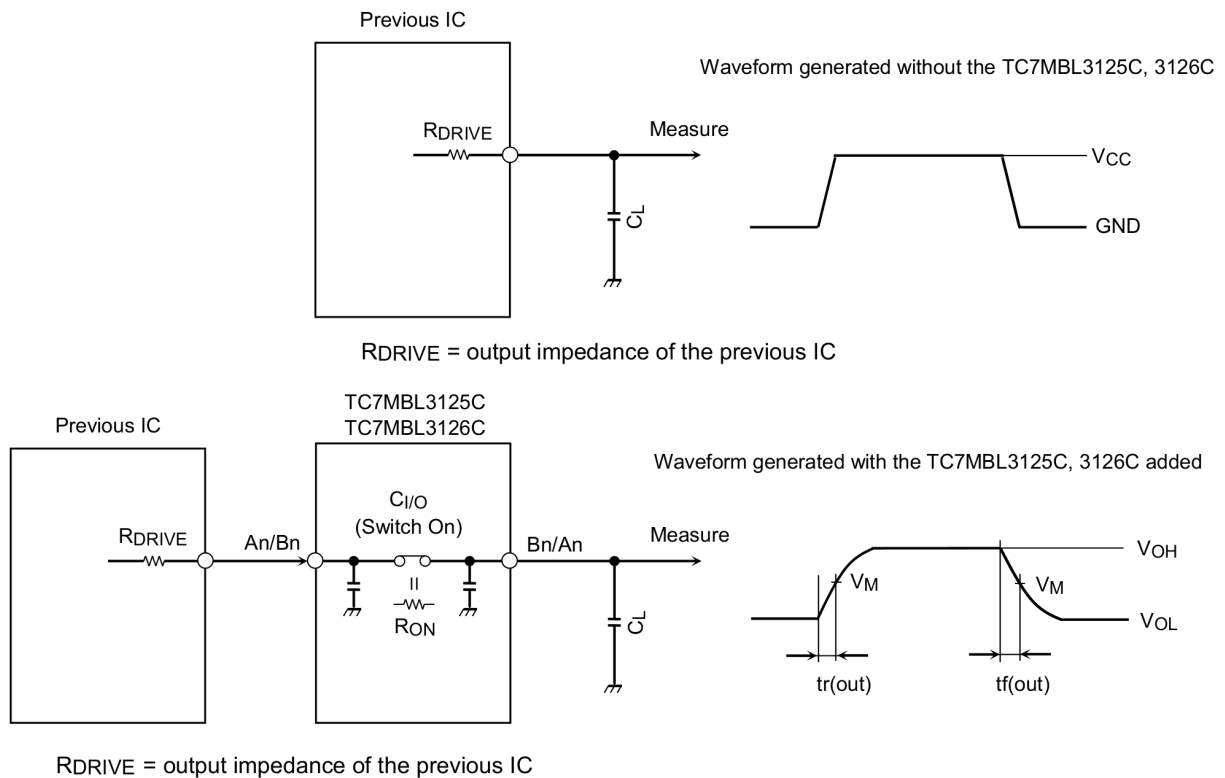 Previous IC
Waveform generated without the TC7MBL3125C, 3126C
RDRIVE
Measure
VCC
CL
GND
RDRIVE = output impedance of the previous IC
TC7MBL3125C
TC7MBL3126C
Previous IC
Waveform generated with the TC7MBL3125C, 3126C added
CI/O
(Switch On)
RDRIVE
An/Bn
Bn/An
Measure
VOH
VM
VM
=
RON
CL
VOL
tr(out)
tf(out)
RDRIVE = output impedance of the previous IC